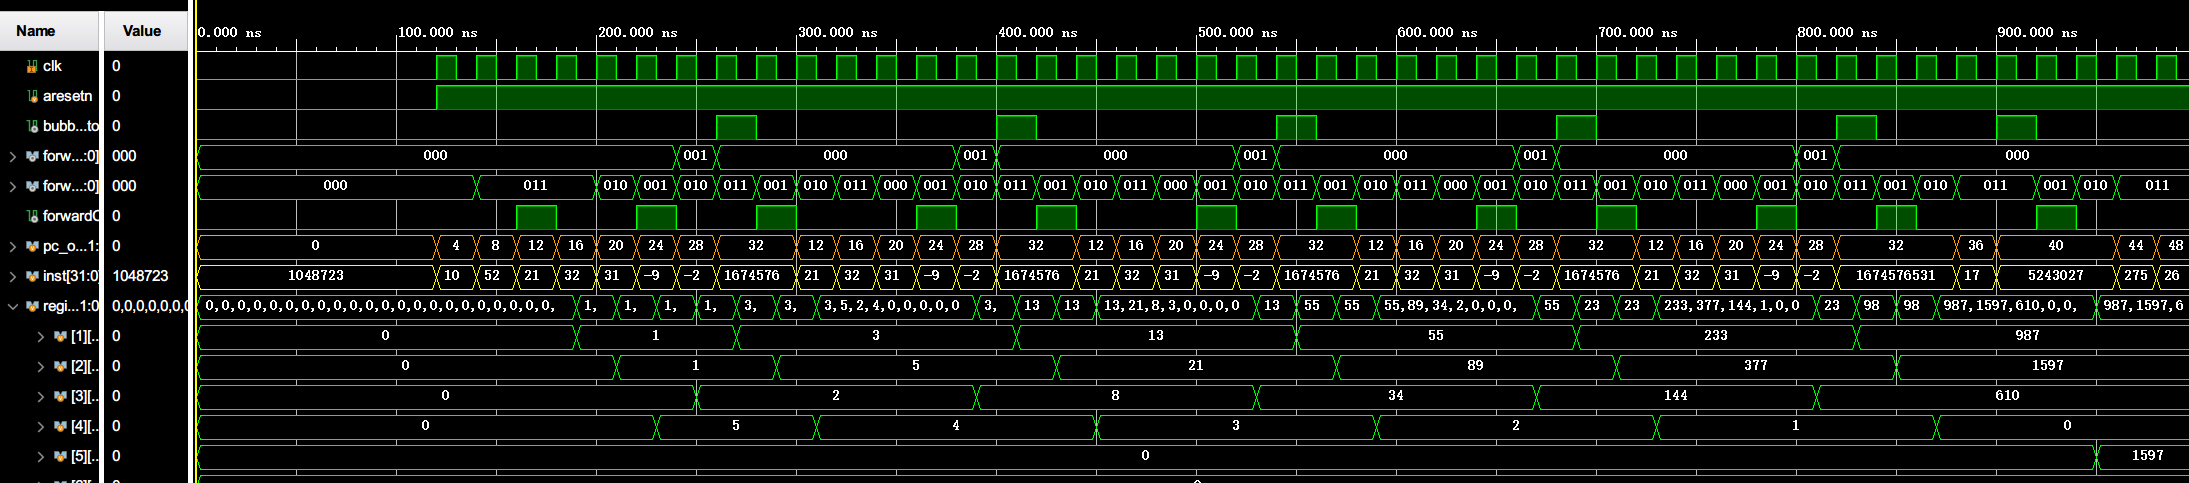 Name Value 0.000 ns 100.000 ns 200.000 ns 300.000 ns 400.000 ns 500.000 ns 600.000 ns 700.000 ns 800.000 ns 900.000 ns
clk 0
aresetn 0
bubb...to 0
forw...:0] 000 000 001 000 001 000 001 000 001 000 001 000
forw...:0] 000 000 011 010 001 010 011 001 010 011 000 001 010 011 001 010 011 000 001 010 011 001 010 011 000 001 010 011 001 010 011 000 001 010 011 001 010 011 001 010 011
forwardC 0
pc_o...1: 0 0 4 8 12 16 20 24 28 32 12 16 20 24 28 32 12 16 20 24 28 32 12 16 20 24 28 32 12 16 20 24 28 32 36 40 44 48
inst[31:0] 1048723 1048723 10 52 21 32 31 -9 -2 1674576 21 32 31 -9 -2 1674576 21 32 31 -9 -2 1674576 21 32 31 -9 -2 1674576 21 32 31 -9 -2 1674576531 17 5243027 275 26
regi...1:0 0,0,0,0,0,0,0 0,0,0,0,0,0,0,0,0,0,0,0,0,0,0,0,0,0,0,0,0,0, 1, 1, 1, 1, 3, 3, 3,5,2,4,0,0,0,0,0 3, 13 13 13,21,8,3,0,0,0,0 13 55 55 55,89,34,2,0,0,0, 55 23 23 233,377,144,1,0,0 23 98 98 987,1597,610,0,0, 987,1597,6
[1][.. 0 0 1 3 13 55 233 987
[2][.. 0 0 1 5 21 89 377 1597
[3][.. 0 0 2 8 34 144 610
[4][.. 0 0 5 4 3 2 1 0
[5][.. 0 0 1597